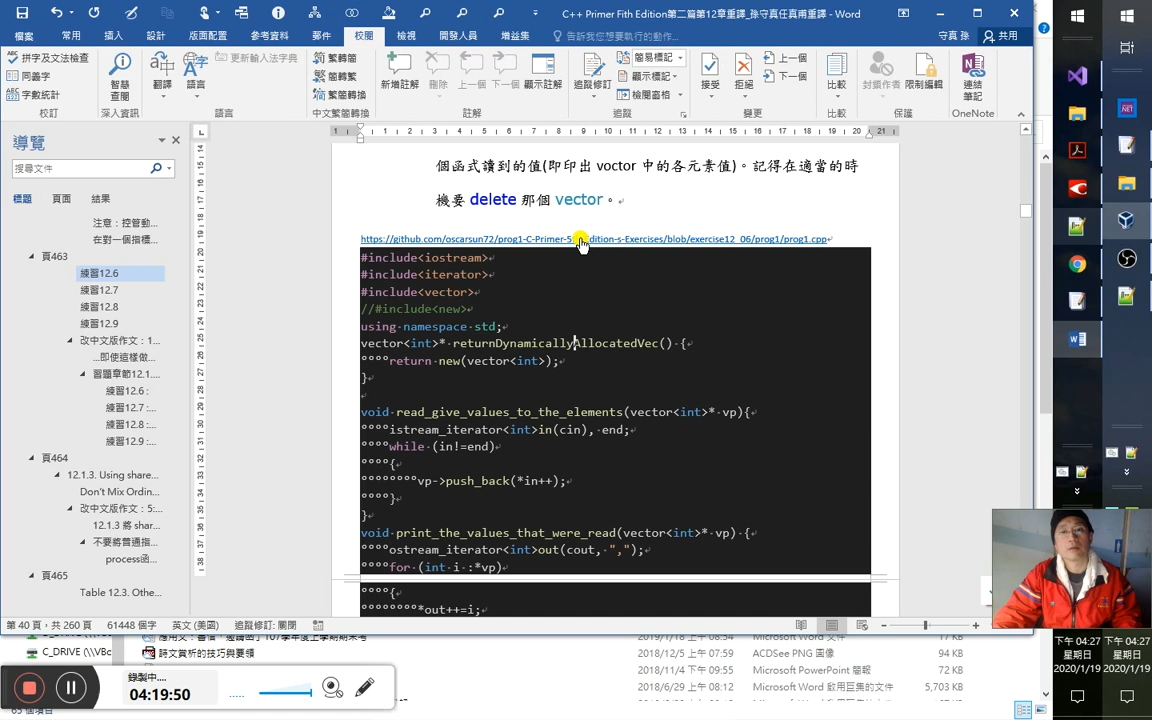 C++ Primer Fith Edition第二篇第12章重譯_孫守真任真甫重譯 - Word
檔案 常用 插入 設計 版面配置 參考資料 郵件 校閱 檢視 開發人員 增益集 告訴我您想要執行的動作... 守真 孫 共用
拼字及文法檢查
同義字
字數統計
校訂
智慧查閱
深入資訊
翻譯 語言
更新輸入法字典
語言
繁轉簡
簡轉繁
繁簡轉換
中文繁簡轉換
新增註解 刪除 上一個 下一個 顯示註解
註解
追蹤修訂
簡易標記
顯示標記
檢閱窗格
追蹤
接受 拒絕
上一個
下一個
變更
比較
比較
封鎖作者 限制編輯
保護
連結筆記
OneNote
導覽
搜尋文件
標題 頁面 結果
注意：控管動...
在對一個指標...
頁463
練習12.6
練習12.7
練習12.8
練習12.9
改中文版作文：1...
...即使這樣做...
習題章節12.1....
練習12.6 :
練習12.7 :...
練習12.8 :...
練習12.9 :...
頁464
12.1.3. Using share...
Don't Mix Ordin...
改中文版作文：5:...
12.1.3 將 shar...
不要將普通指...
process函...
頁465
Table 12.3. Othe...
個函式讀到的值(即印出 voctor 中的各元素值)。記得在適當的時
機要 delete 那個 vector。
https://github.com/oscarsun72/prog1-C-Primer-5 dition-s-Exercises/blob/exercise12_06/prog1/prog1.cpp
#include<iostream>
#include<iterator>
#include<vector>
//#include<new>
using namespace std;
vector<int>* returnDynamicallyAllocatedVec() {
return new(vector<int>);
}
void read_give_values_to_the_elements(vector<int>* vp){
istream_iterator<int>in(cin), end;
while (in!=end)
{
vp->push_back(*in++);
}
}
void print_the_values_that_were_read(vector<int>* vp) {
ostream_iterator<int>out(cout, ",");
for (int i :*vp)
{
*out++=i;
第 40 頁，共 260 頁 61448 個字 英文 (美國) 追蹤修訂: 關閉
C_DRIVE (\\VBc
詩文賞析的技巧與要領
2018/12/5 下午 07:59 ACDSee PNG 圖像 94 KB
2018/11/4 下午 09:55 Microsoft PowerPoint 簡報 72 KB
2018/6/29 下午 08:12 Microsoft Word 啟用巨集的文件 5,703 KB
錄製中....
04:19:50
下午 04:27
星期日
2020/1/19
下午 04:27
星期日
2020/1/19